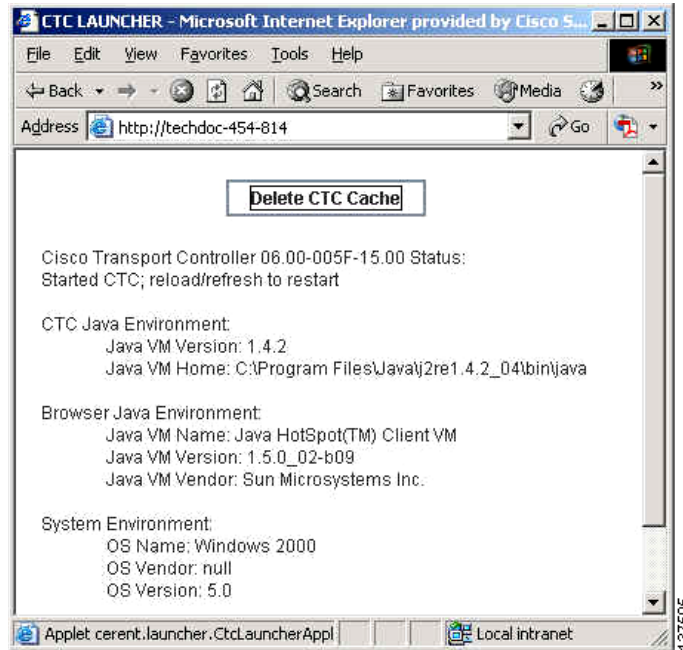 CTC LAUNCHER - Microsoft Internet Explorer provided by Cisco S...
File Edit View Favorites Tools Help
Back Search Favorites Media
Address http://techdoc-454-814 Go
Delete CTC Cache
Cisco Transport Controller 06.00-005F-15.00 Status:
Started CTC; reload/refresh to restart
CTC Java Environment:
Java VM Version: 1.4.2
Java VM Home: C:\Program Files\Java\j2re1.4.2_04\bin\java
Browser Java Environment:
Java VM Name: Java HotSpot(TM) Client VM
Java VM Version: 1.5.0_02-b09
Java VM Vendor: Sun Microsystems Inc.
System Environment:
OS Name: Windows 2000
OS Vendor: null
OS Version: 5.0
Applet cerent.launcher.CtcLauncherAppl Local intranet